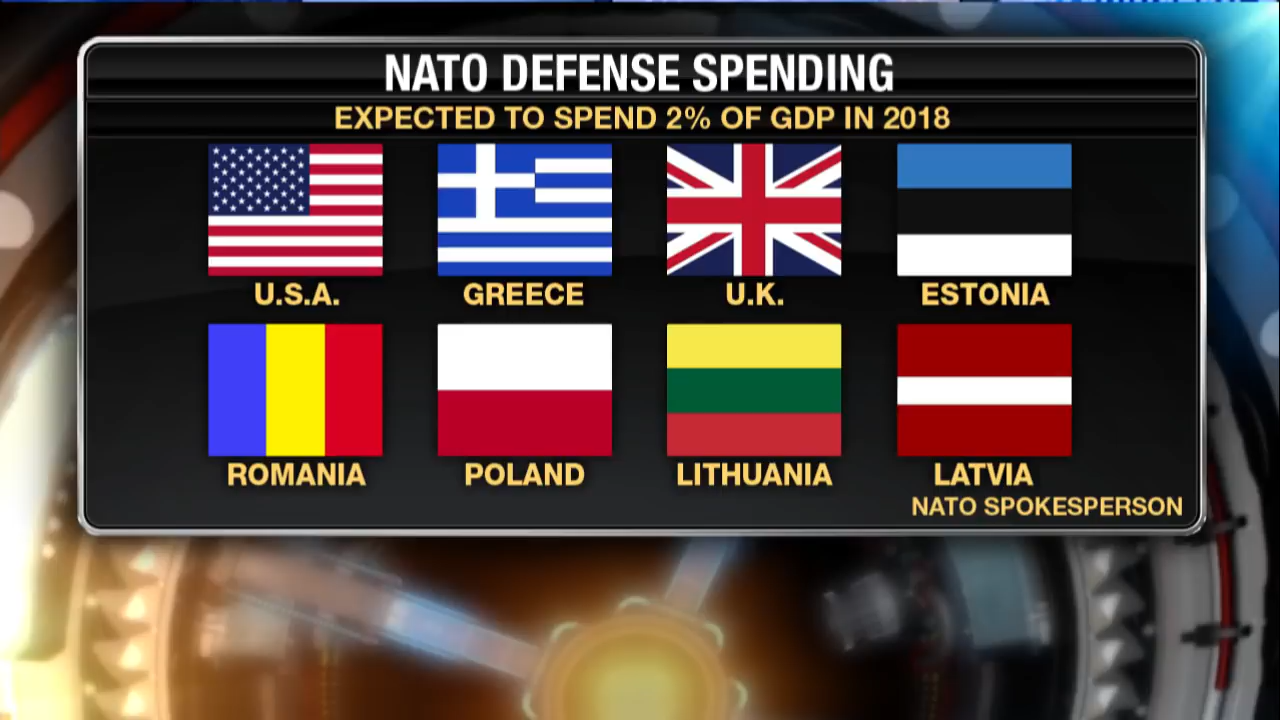 NATO DEFENSE SPENDING
EXPECTED TO SPEND 2% OF GDP IN 2018
U.S.A. GREECE U.K. ESTONIA
ROMANIA POLAND LITHUANIA LATVIA
NATO SPOKESPERSON